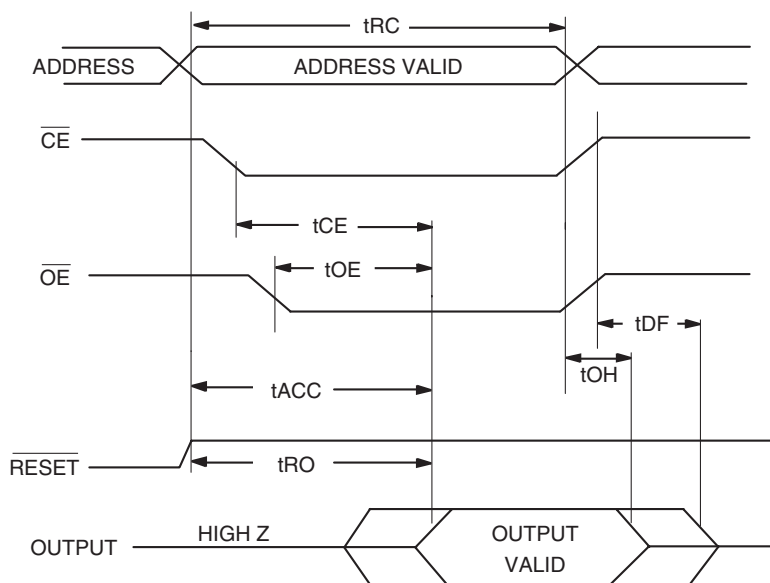 tRC
ADDRESS
ADDRESS VALID
CE
tCE
tOE
OE
tDF
tOH
tACC
RESET
tRO
OUTPUT
HIGH Z
OUTPUT
VALID